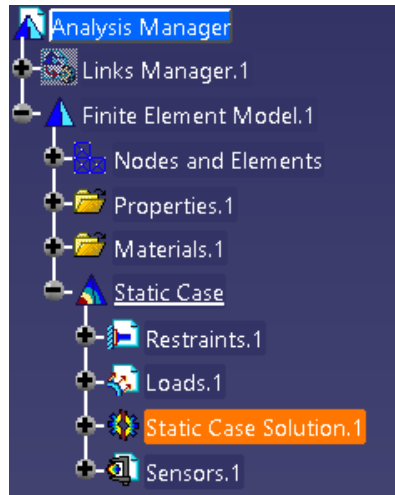 Analysis Manager
Links Manager.1
Finite Element Model.1
Nodes and Elements
Properties.1
Materials.1
Static Case
Restraints.1
Loads.1
Static Case Solution.1
Sensors.1